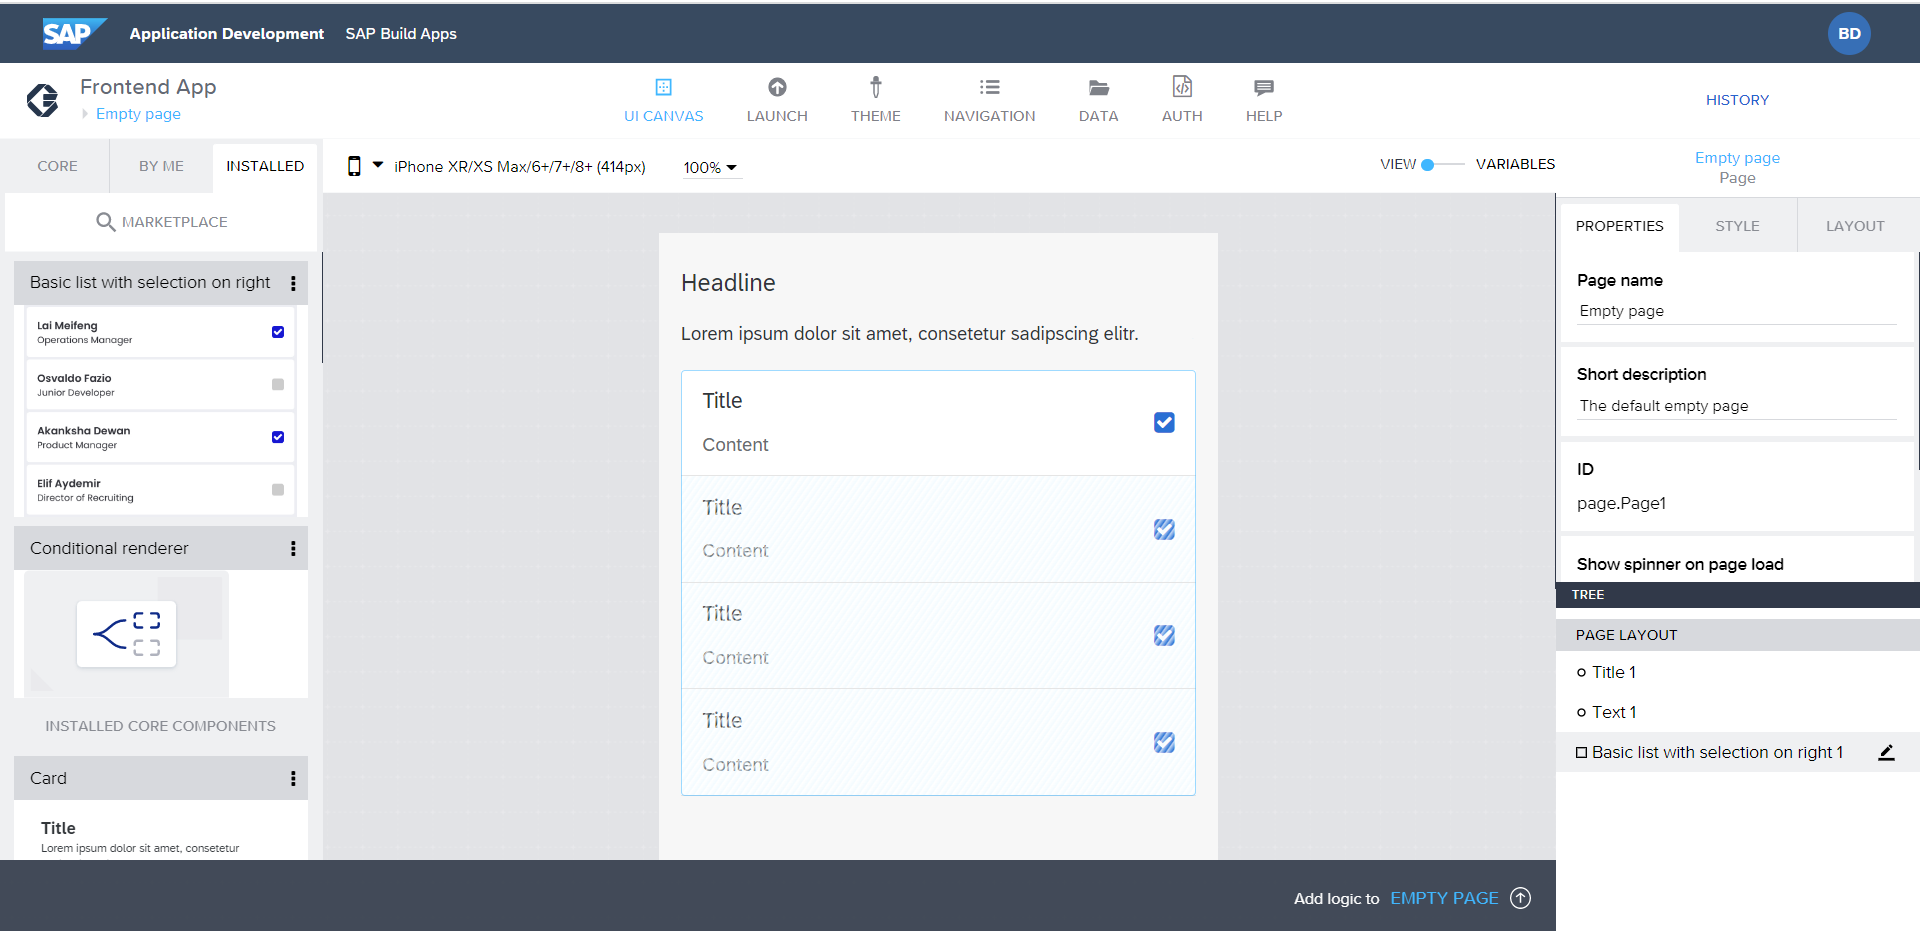 SAP Application Development SAP Build Apps BD
Frontend App
Empty page
UI CANVAS LAUNCH THEME NAVIGATION DATA AUTH HELP
HISTORY
CORE BY ME INSTALLED
MARKETPLACE
iPhone XR/XS Max/6+/7+/8+ (414px) 100%
VIEW VARIABLES
Empty page
Page
Basic list with selection on right
Lai Meifeng
Operations Manager
Osvaldo Fazio
Junior Developer
Akanksha Dewan
Product Manager
Elif Aydemir
Director of Recruiting
Conditional renderer
INSTALLED CORE COMPONENTS
Card
Title
Lorem ipsum dolor sit amet, consetetur
Headline
Lorem ipsum dolor sit amet, consetetur sadipscing elitr.
Title
Content
Title
Content
Title
Content
Title
Content
Add logic to EMPTY PAGE
PROPERTIES STYLE LAYOUT
Page name
Empty page
Short description
The default empty page
ID
page.Page1
Show spinner on page load
TREE
PAGE LAYOUT
Title 1
Text 1
Basic list with selection on right 1